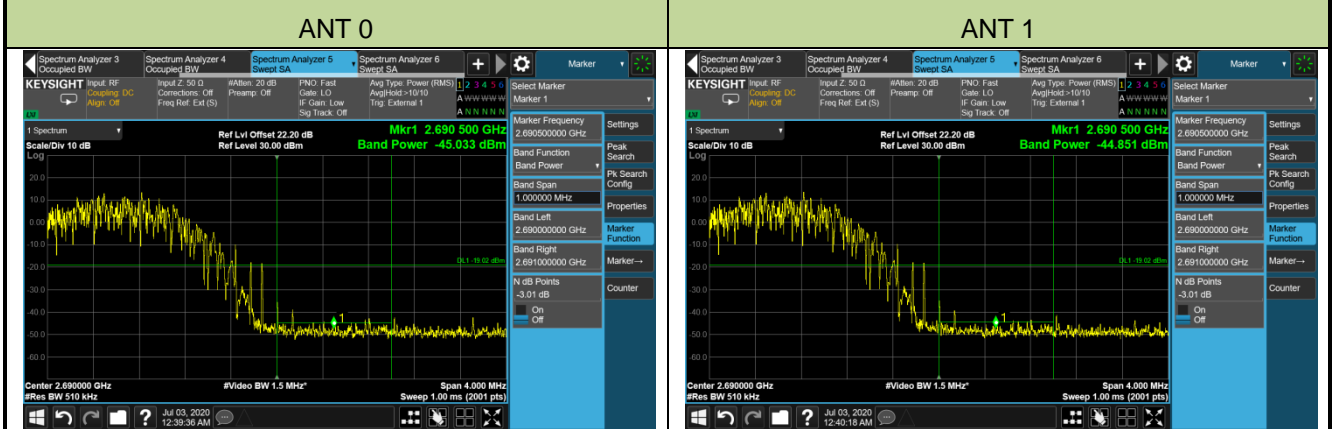 ANT 0
Spectrum Analyzer 3
Occupied BW
Spectrum Analyzer 4
Occupied BW
Spectrum Analyzer 5
Swept SA
Spectrum Analyzer 6
Swept SA
Marker
KEYSIGHT
Input: RF
Coupling: DC
Align: Off
Input Z: 50 Ω
Corrections: Off
Freq Ref: Ext (S)
#Atten: 20 dB
Preamp: Off
PNO: Fast
Gate: LO
IF Gain: Low
Sig Track: Off
Avg Type: Power (RMS)
Avg|Hold:>10/10
Trig: External 1
1 2 3 4 5 6
A W W W W W
A N N N N N
LXI
Select Marker
Marker 1
1 Spectrum
Scale/Div 10 dB
Log
Ref Lvl Offset 22.20 dB
Ref Level 30.00 dBm
Mkr1 2.690 500 GHz
Band Power -45.033 dBm
20.0
10.0
0.00
-10.0
-20.0
-30.0
-40.0
-50.0
-60.0
DL1 -19.02 dBm
1
Center 2.690000 GHz
#Res BW 510 kHz
#Video BW 1.5 MHz*
Span 4.000 MHz
Sweep 1.00 ms (2001 pts)
Marker Frequency
2.690500000 GHz
Band Function
Band Power
Band Span
1.000000 MHz
Band Left
2.690000000 GHz
Band Right
2.691000000 GHz
N dB Points
-3.01 dB
On
Off
Settings
Peak
Search
Pk Search
Config
Properties
Marker
Function
Marker→
Counter
?
Jul 03, 2020
12:39:36 AM
ANT 1
Spectrum Analyzer 3
Occupied BW
Spectrum Analyzer 4
Occupied BW
Spectrum Analyzer 5
Swept SA
Spectrum Analyzer 6
Swept SA
Marker
KEYSIGHT
Input: RF
Coupling: DC
Align: Off
Input Z: 50 Ω
Corrections: Off
Freq Ref: Ext (S)
#Atten: 20 dB
Preamp: Off
PNO: Fast
Gate: LO
IF Gain: Low
Sig Track: Off
Avg Type: Power (RMS)
Avg|Hold:>10/10
Trig: External 1
1 2 3 4 5 6
A W W W W W
A N N N N N
LXI
Select Marker
Marker 1
1 Spectrum
Scale/Div 10 dB
Log
Ref Lvl Offset 22.20 dB
Ref Level 30.00 dBm
Mkr1 2.690 500 GHz
Band Power -44.851 dBm
20.0
10.0
0.00
-10.0
-20.0
-30.0
-40.0
-50.0
-60.0
DL1 -19.02 dBm
1
Center 2.690000 GHz
#Res BW 510 kHz
#Video BW 1.5 MHz*
Span 4.000 MHz
Sweep 1.00 ms (2001 pts)
Marker Frequency
2.690500000 GHz
Band Function
Band Power
Band Span
1.000000 MHz
Band Left
2.690000000 GHz
Band Right
2.691000000 GHz
N dB Points
-3.01 dB
On
Off
Settings
Peak
Search
Pk Search
Config
Properties
Marker
Function
Marker→
Counter
?
Jul 03, 2020
12:40:18 AM